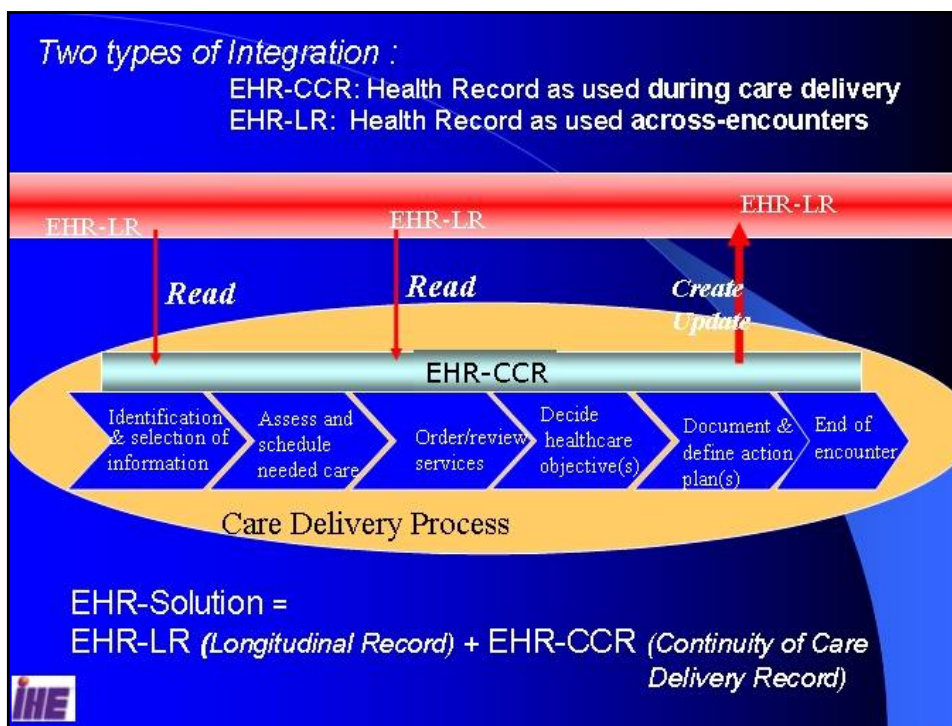 Two types of Integration :
EHR-CCR: Health Record as used during care delivery
EHR-LR: Health Record as used across-encounters
EHR-LR
EHR-LR
EHR-LR
Read
Read
Create
Update
EHR-CCR
Identification
& selection of
information
Assess and
schedule
needed care
Order/review
services
Decide
healthcare
objective(s)
Document &
define action
plan(s)
End of
encounter
Care Delivery Process
EHR-Solution =
EHR-LR (Longitudinal Record) + EHR-CCR (Continuity of Care
Delivery Record)
IHE